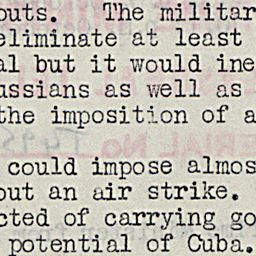 outs. The militar
eliminate at least
al but it would ine
ussians as well as
the imposition of a
could impose almos
out an air strike.
cted of carrying go
potential of Cuba.